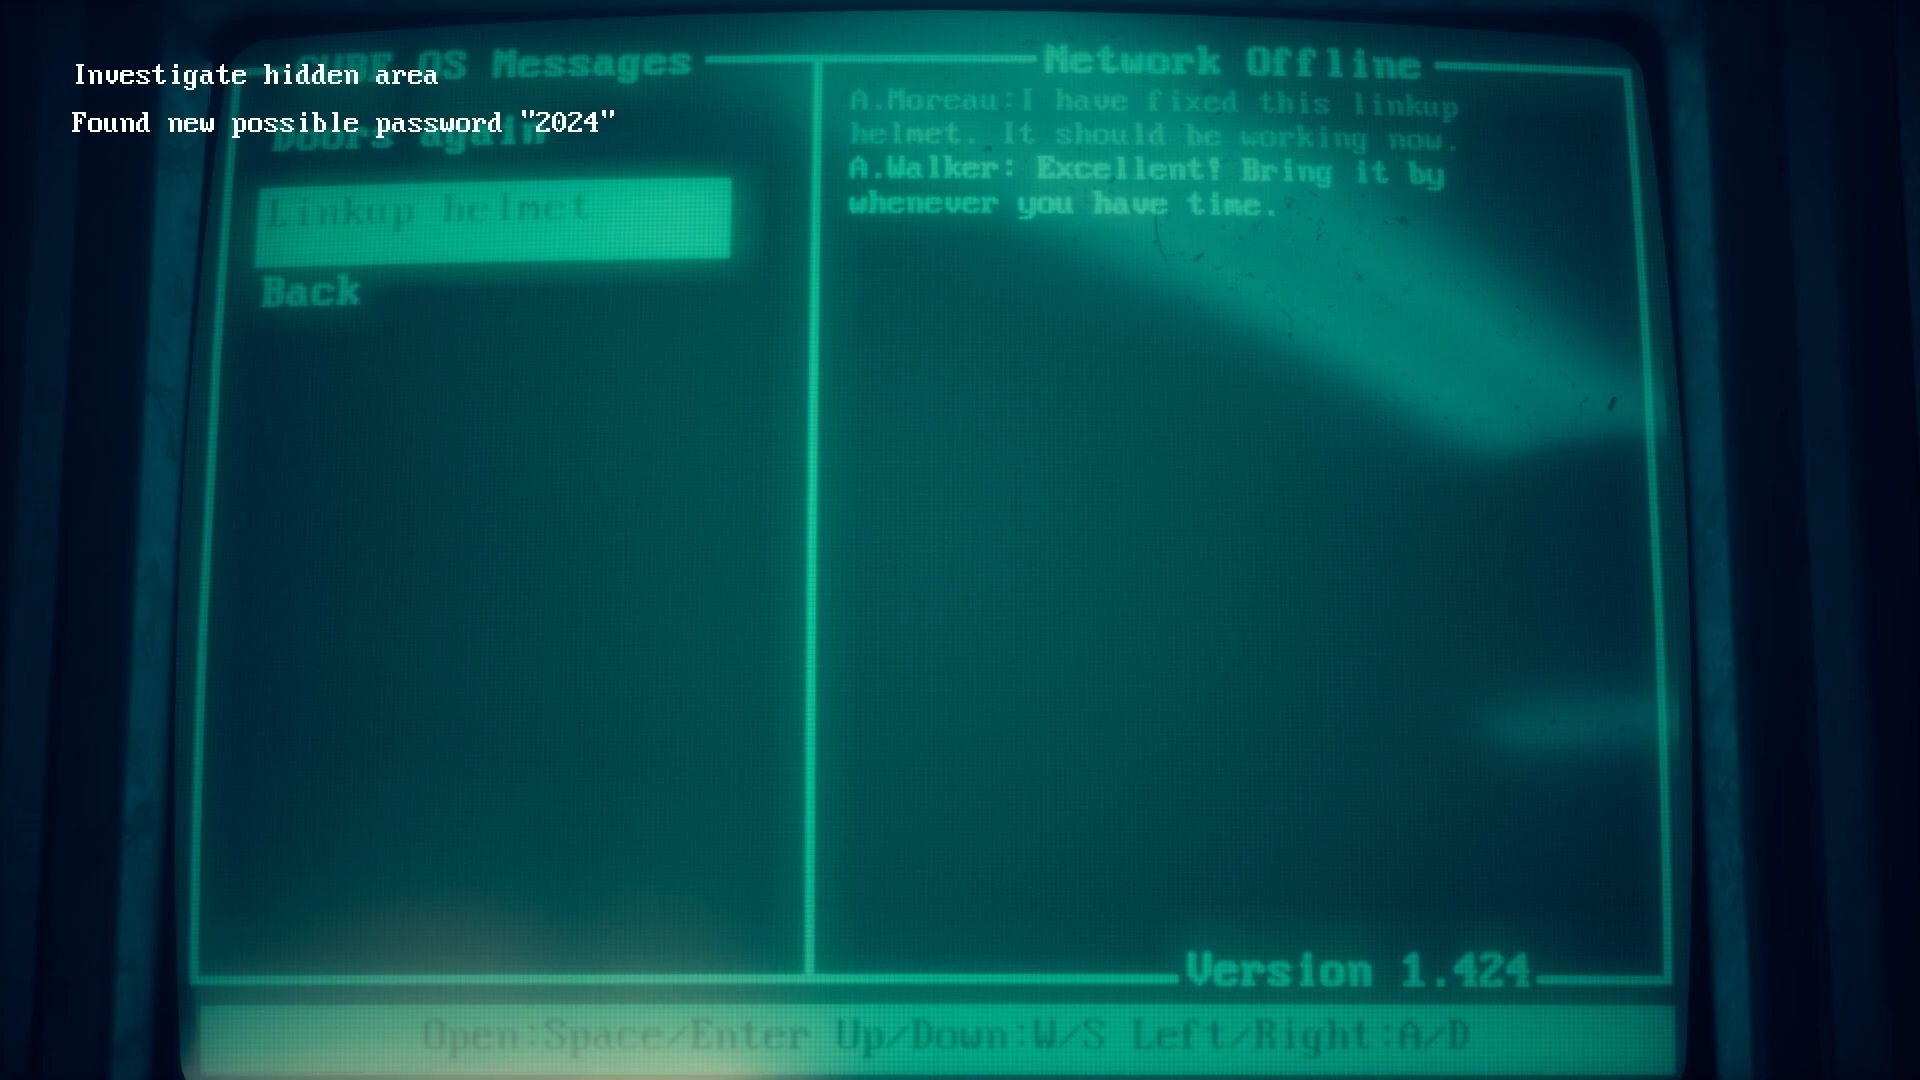 Investigate hidden area
Found new possible password "2024"
OS Messages
Doors again
Linkup helmet
Back
Network Offline
A.Moreau:I have fixed this linkup
helmet. It should be working now.
A.Walker: Excellent! Bring it by
whenever you have time.
Version 1.424
Open:Space/Enter Up/Down:W/S Left/Right:A/D